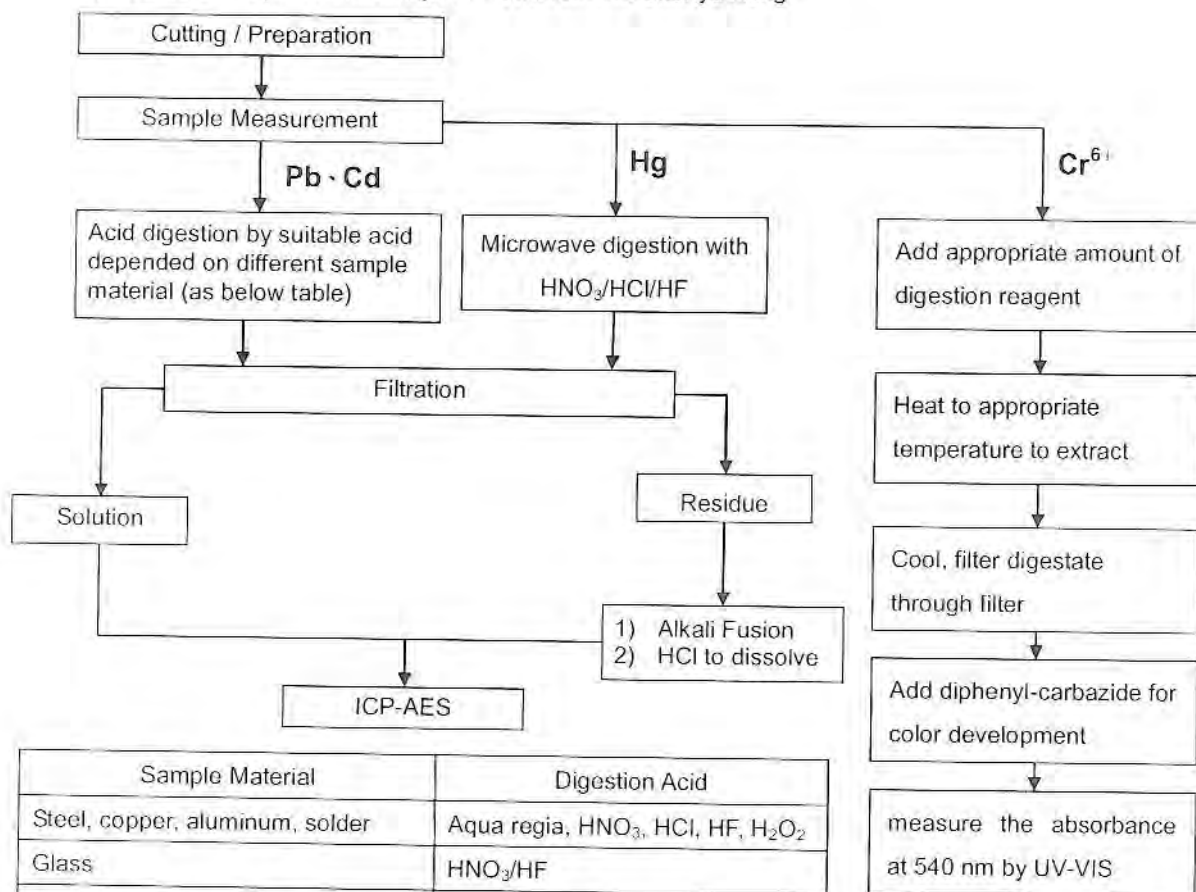 Cutting / Preparation
Sample Measurement
Pb、Cd
Hg
Cr⁶⁺
Acid digestion by suitable acid
depended on different sample
material (as below table)
Microwave digestion with
HNO₃/HCl/HF
Add appropriate amount of
digestion reagent
Filtration
Heat to appropriate
temperature to extract
Solution
Residue
Cool, filter digestate
through filter
1) Alkali Fusion
2) HCl to dissolve
ICP-AES
Add diphenyl-carbazide for
color development
Sample Material Digestion Acid
Steel, copper, aluminum, solder Aqua regia, HNO₃, HCl, HF, H₂O₂
Glass HNO₃/HF
measure the absorbance
at 540 nm by UV-VIS